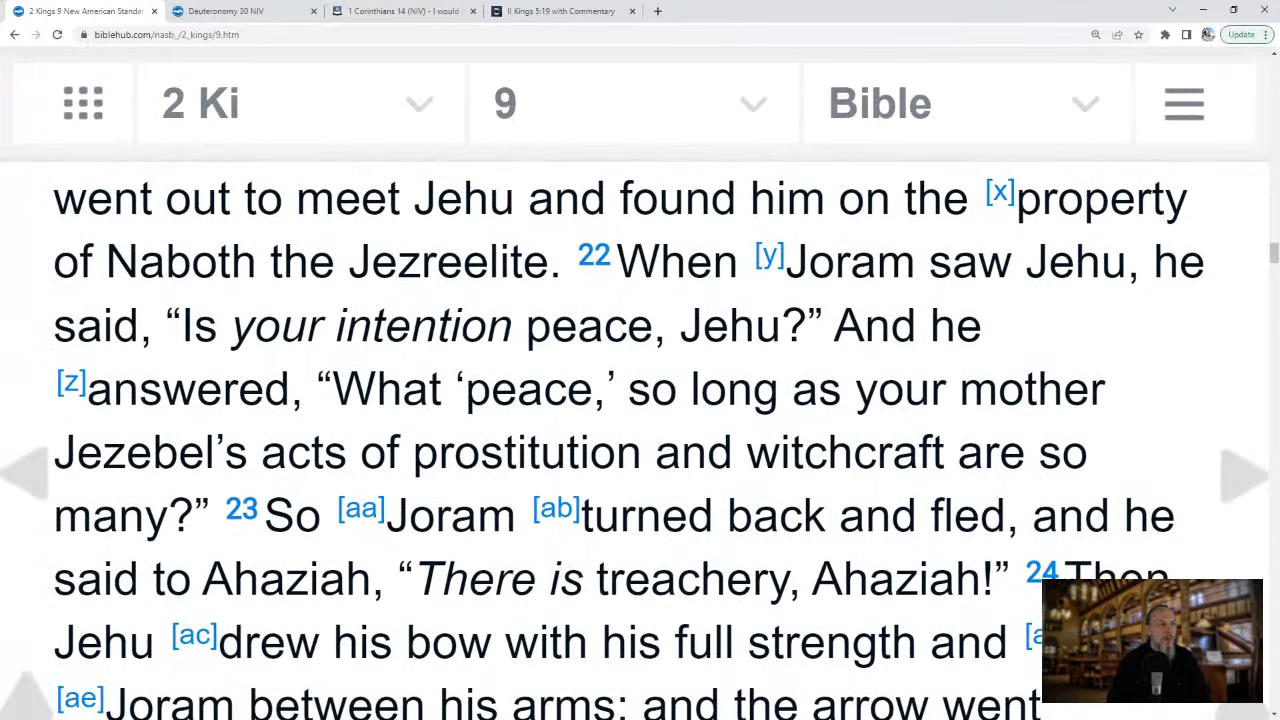 2 Kings 9 New American Standa
Deuteronomy 30 NIV
1 Corinthians 14 (NIV) - I would
II Kings 5:19 with Commentary
biblehub.com/nasb_/2_kings/9.htm
Update
2 Ki
9
Bible
went out to meet Jehu and found him on the [x]property
of Naboth the Jezreelite. 22 When [y]Joram saw Jehu, he
said, “Is your intention peace, Jehu?” And he
[z]answered, “What ‘peace,’ so long as your mother
Jezebel’s acts of prostitution and witchcraft are so
many?” 23 So [aa]Joram [ab]turned back and fled, and he
said to Ahaziah, “There is treachery, Ahaziah!” 24 Then
Jehu [ac]drew his bow with his full strength and
[ae]Joram between his arms; and the arrow went